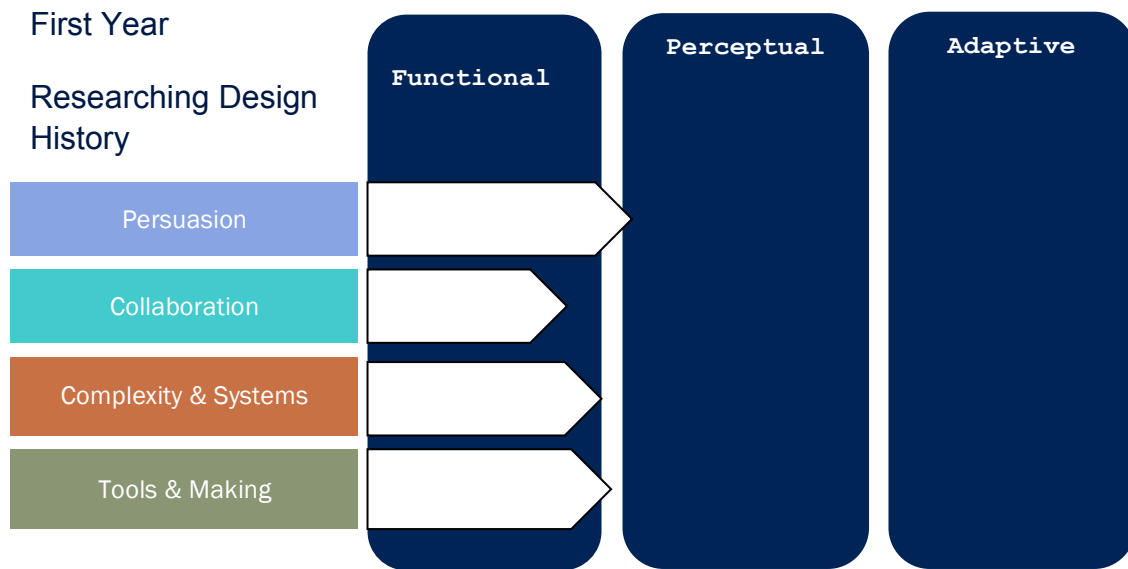 First Year
Researching Design
History
Functional
Perceptual
Adaptive
Persuasion
Collaboration
Complexity & Systems
Tools & Making